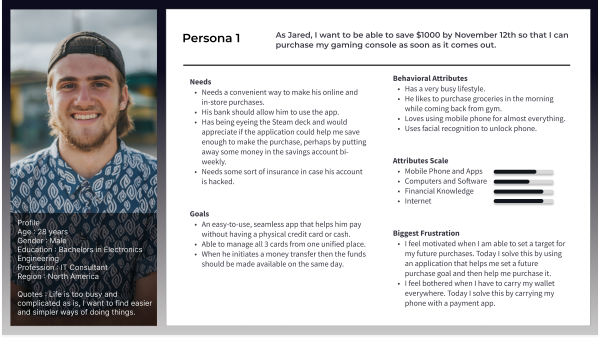 Persona 1
As Jared, I want to be able to save $1000 by November 12th so that I can
purchase my gaming console as soon as it comes out.
Profile
Age : 28 years
Gender : Male
Education : Bachelors in Electronics
Engineering
Profession : IT Consultant
Region : North America
Quotes : Life is too busy and
complicated as is, I want to find easier
and simpler ways of doing things.
Needs
• Needs a convenient way to make his online and
in-store purchases.
• His bank should allow him to use the app.
• Has being eyeing the Steam deck and would
appreciate if the application could help me save
enough to make the purchase, perhaps by putting
away some money in the savings account bi-
weekly.
• Needs some sort of insurance in case his account
is hacked.
Goals
• An easy-to-use, seamless app that helps him pay
without having a physical credit card or cash.
• Able to manage all 3 cards from one unified place.
• When he initiates a money transfer then the funds
should be made available on the same day.
Behavioral Attributes
• Has a very busy lifestyle.
• He likes to purchase groceries in the morning
while coming back from gym.
• Loves using mobile phone for almost everything.
• Uses facial recognition to unlock phone.
Attributes Scale
• Mobile Phone and Apps
• Computers and Software
• Financial Knowledge
• Internet
Biggest Frustration
• I feel motivated when I am able to set a target for
my future purchases. Today I solve this by using
an application that helps me set a future
purchase goal and then help me purchase it.
• I feel bothered when I have to carry my wallet
everywhere. Today I solve this by carrying my
phone with a payment app.